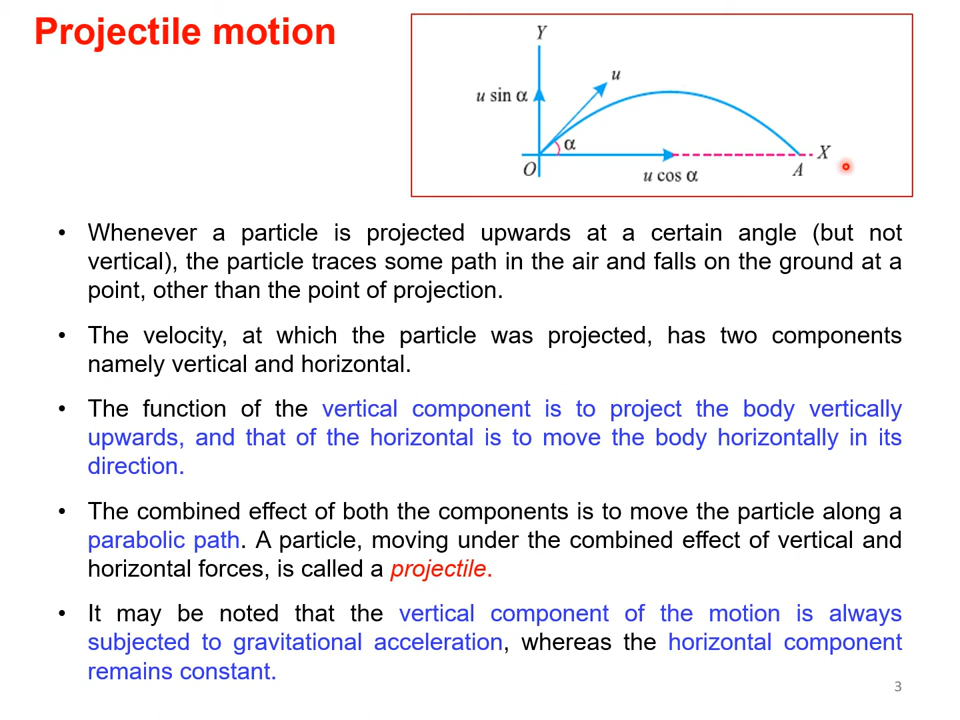 Projectile motion
Y
u
u sin α
α
X
O
u cos α
A
• Whenever a particle is projected upwards at a certain angle (but not
vertical), the particle traces some path in the air and falls on the ground at a
point, other than the point of projection.
• The velocity, at which the particle was projected, has two components
namely vertical and horizontal.
• The function of the vertical component is to project the body vertically
upwards, and that of the horizontal is to move the body horizontally in its
direction.
• The combined effect of both the components is to move the particle along a
parabolic path. A particle, moving under the combined effect of vertical and
horizontal forces, is called a projectile.
• It may be noted that the vertical component of the motion is always
subjected to gravitational acceleration, whereas the horizontal component
remains constant.
3